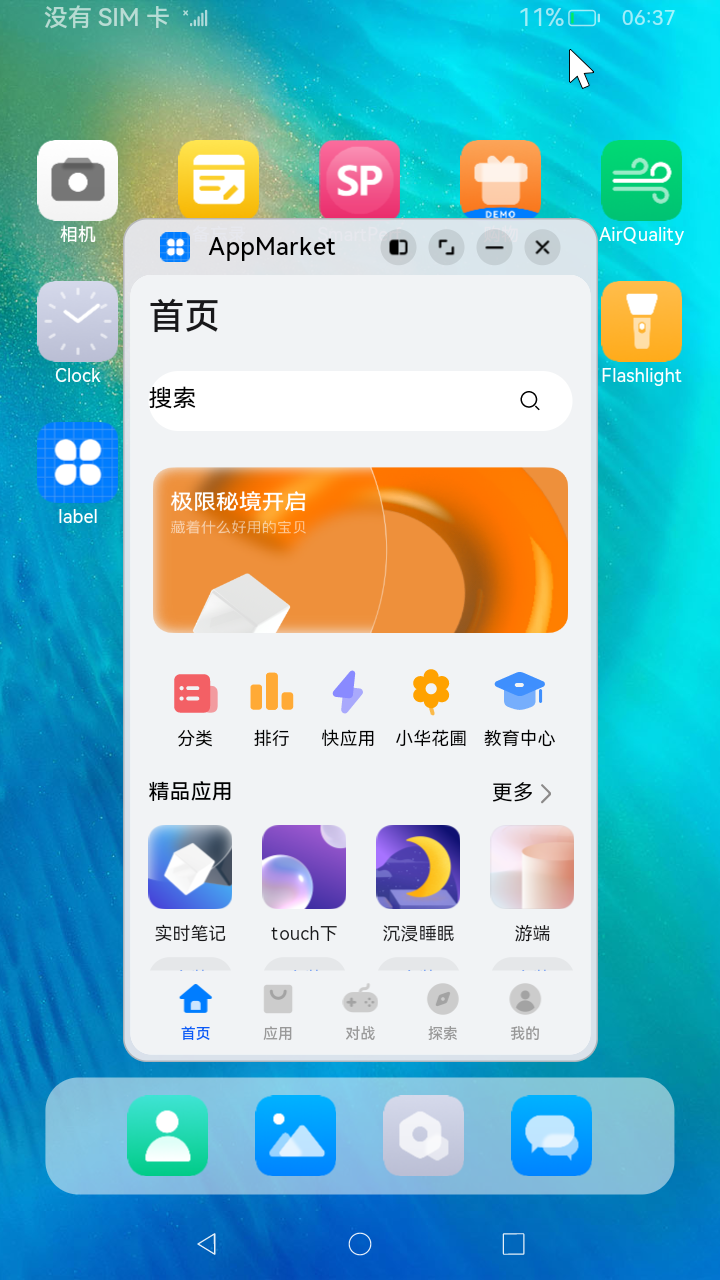 没有 SIM 卡
11%
06:37
SP
DEMO
相机
AirQuality
AppMarket
Clock
Flashlight
label
首页
搜索
极限秘境开启
藏着什么好用的宝贝
分类
排行
快应用
小华花圃
教育中心
精品应用
更多
实时笔记
touch下
沉浸睡眠
游端
首页
应用
对战
探索
我的